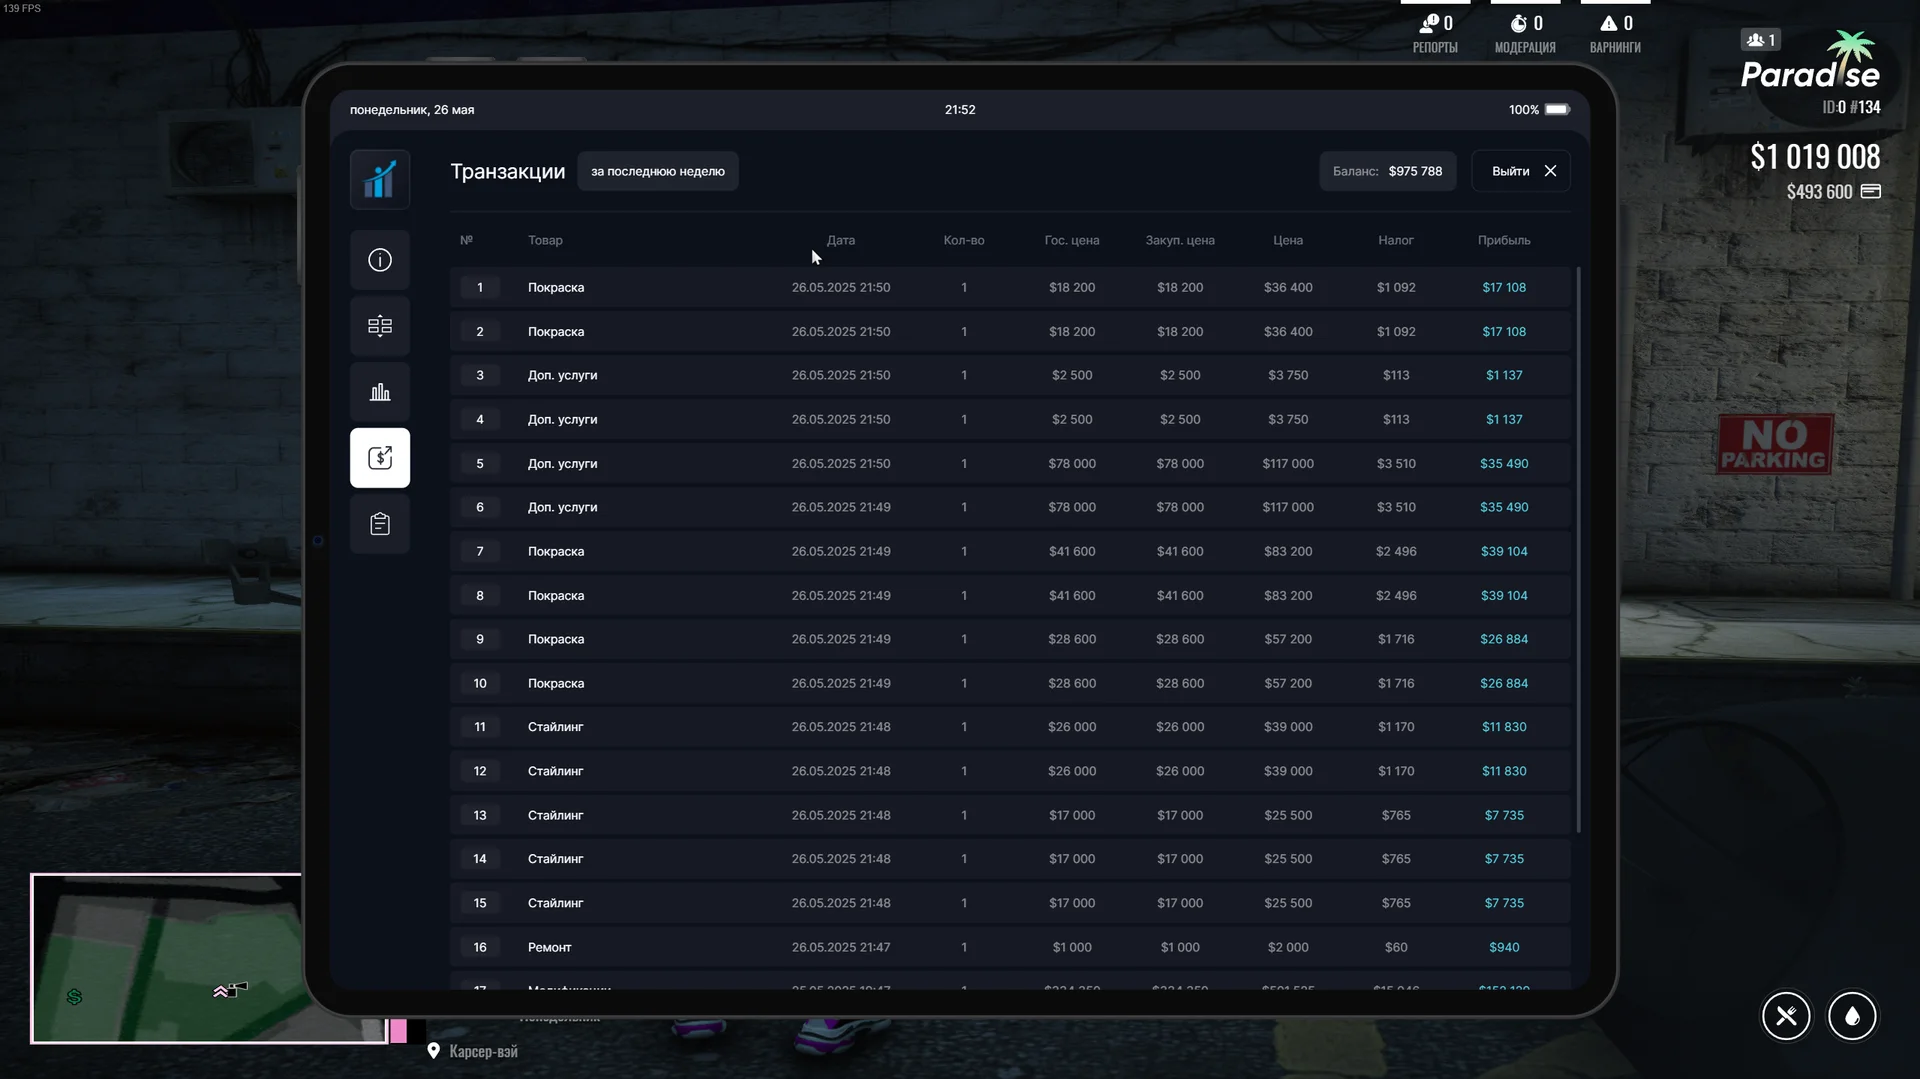 139 FPS
0
РЕПОРТЫ
0
МОДЕРАЦИЯ
0
ВАРНИНГИ
1
Paradise
ID:0 #134
$1 019 008
$493 600
понедельник, 26 мая
21:52
100%
Транзакции
за последнюю неделю
Баланс: $975 788
Выйти
№ Товар Дата Кол-во Гос. цена Закуп. цена Цена Налог Прибыль
1 Покраска 26.05.2025 21:50 1 $18 200 $18 200 $36 400 $1 092 $17 108
2 Покраска 26.05.2025 21:50 1 $18 200 $18 200 $36 400 $1 092 $17 108
3 Доп. услуги 26.05.2025 21:50 1 $2 500 $2 500 $3 750 $113 $1 137
4 Доп. услуги 26.05.2025 21:50 1 $2 500 $2 500 $3 750 $113 $1 137
5 Доп. услуги 26.05.2025 21:50 1 $78 000 $78 000 $117 000 $3 510 $35 490
6 Доп. услуги 26.05.2025 21:49 1 $78 000 $78 000 $117 000 $3 510 $35 490
7 Покраска 26.05.2025 21:49 1 $41 600 $41 600 $83 200 $2 496 $39 104
8 Покраска 26.05.2025 21:49 1 $41 600 $41 600 $83 200 $2 496 $39 104
9 Покраска 26.05.2025 21:49 1 $28 600 $28 600 $57 200 $1 716 $26 884
10 Покраска 26.05.2025 21:49 1 $28 600 $28 600 $57 200 $1 716 $26 884
11 Стайлинг 26.05.2025 21:48 1 $26 000 $26 000 $39 000 $1 170 $11 830
12 Стайлинг 26.05.2025 21:48 1 $26 000 $26 000 $39 000 $1 170 $11 830
13 Стайлинг 26.05.2025 21:48 1 $17 000 $17 000 $25 500 $765 $7 735
14 Стайлинг 26.05.2025 21:48 1 $17 000 $17 000 $25 500 $765 $7 735
15 Стайлинг 26.05.2025 21:48 1 $17 000 $17 000 $25 500 $765 $7 735
16 Ремонт 26.05.2025 21:47 1 $1 000 $1 000 $2 000 $60 $940
NO
PARKING
Карсер-вэй